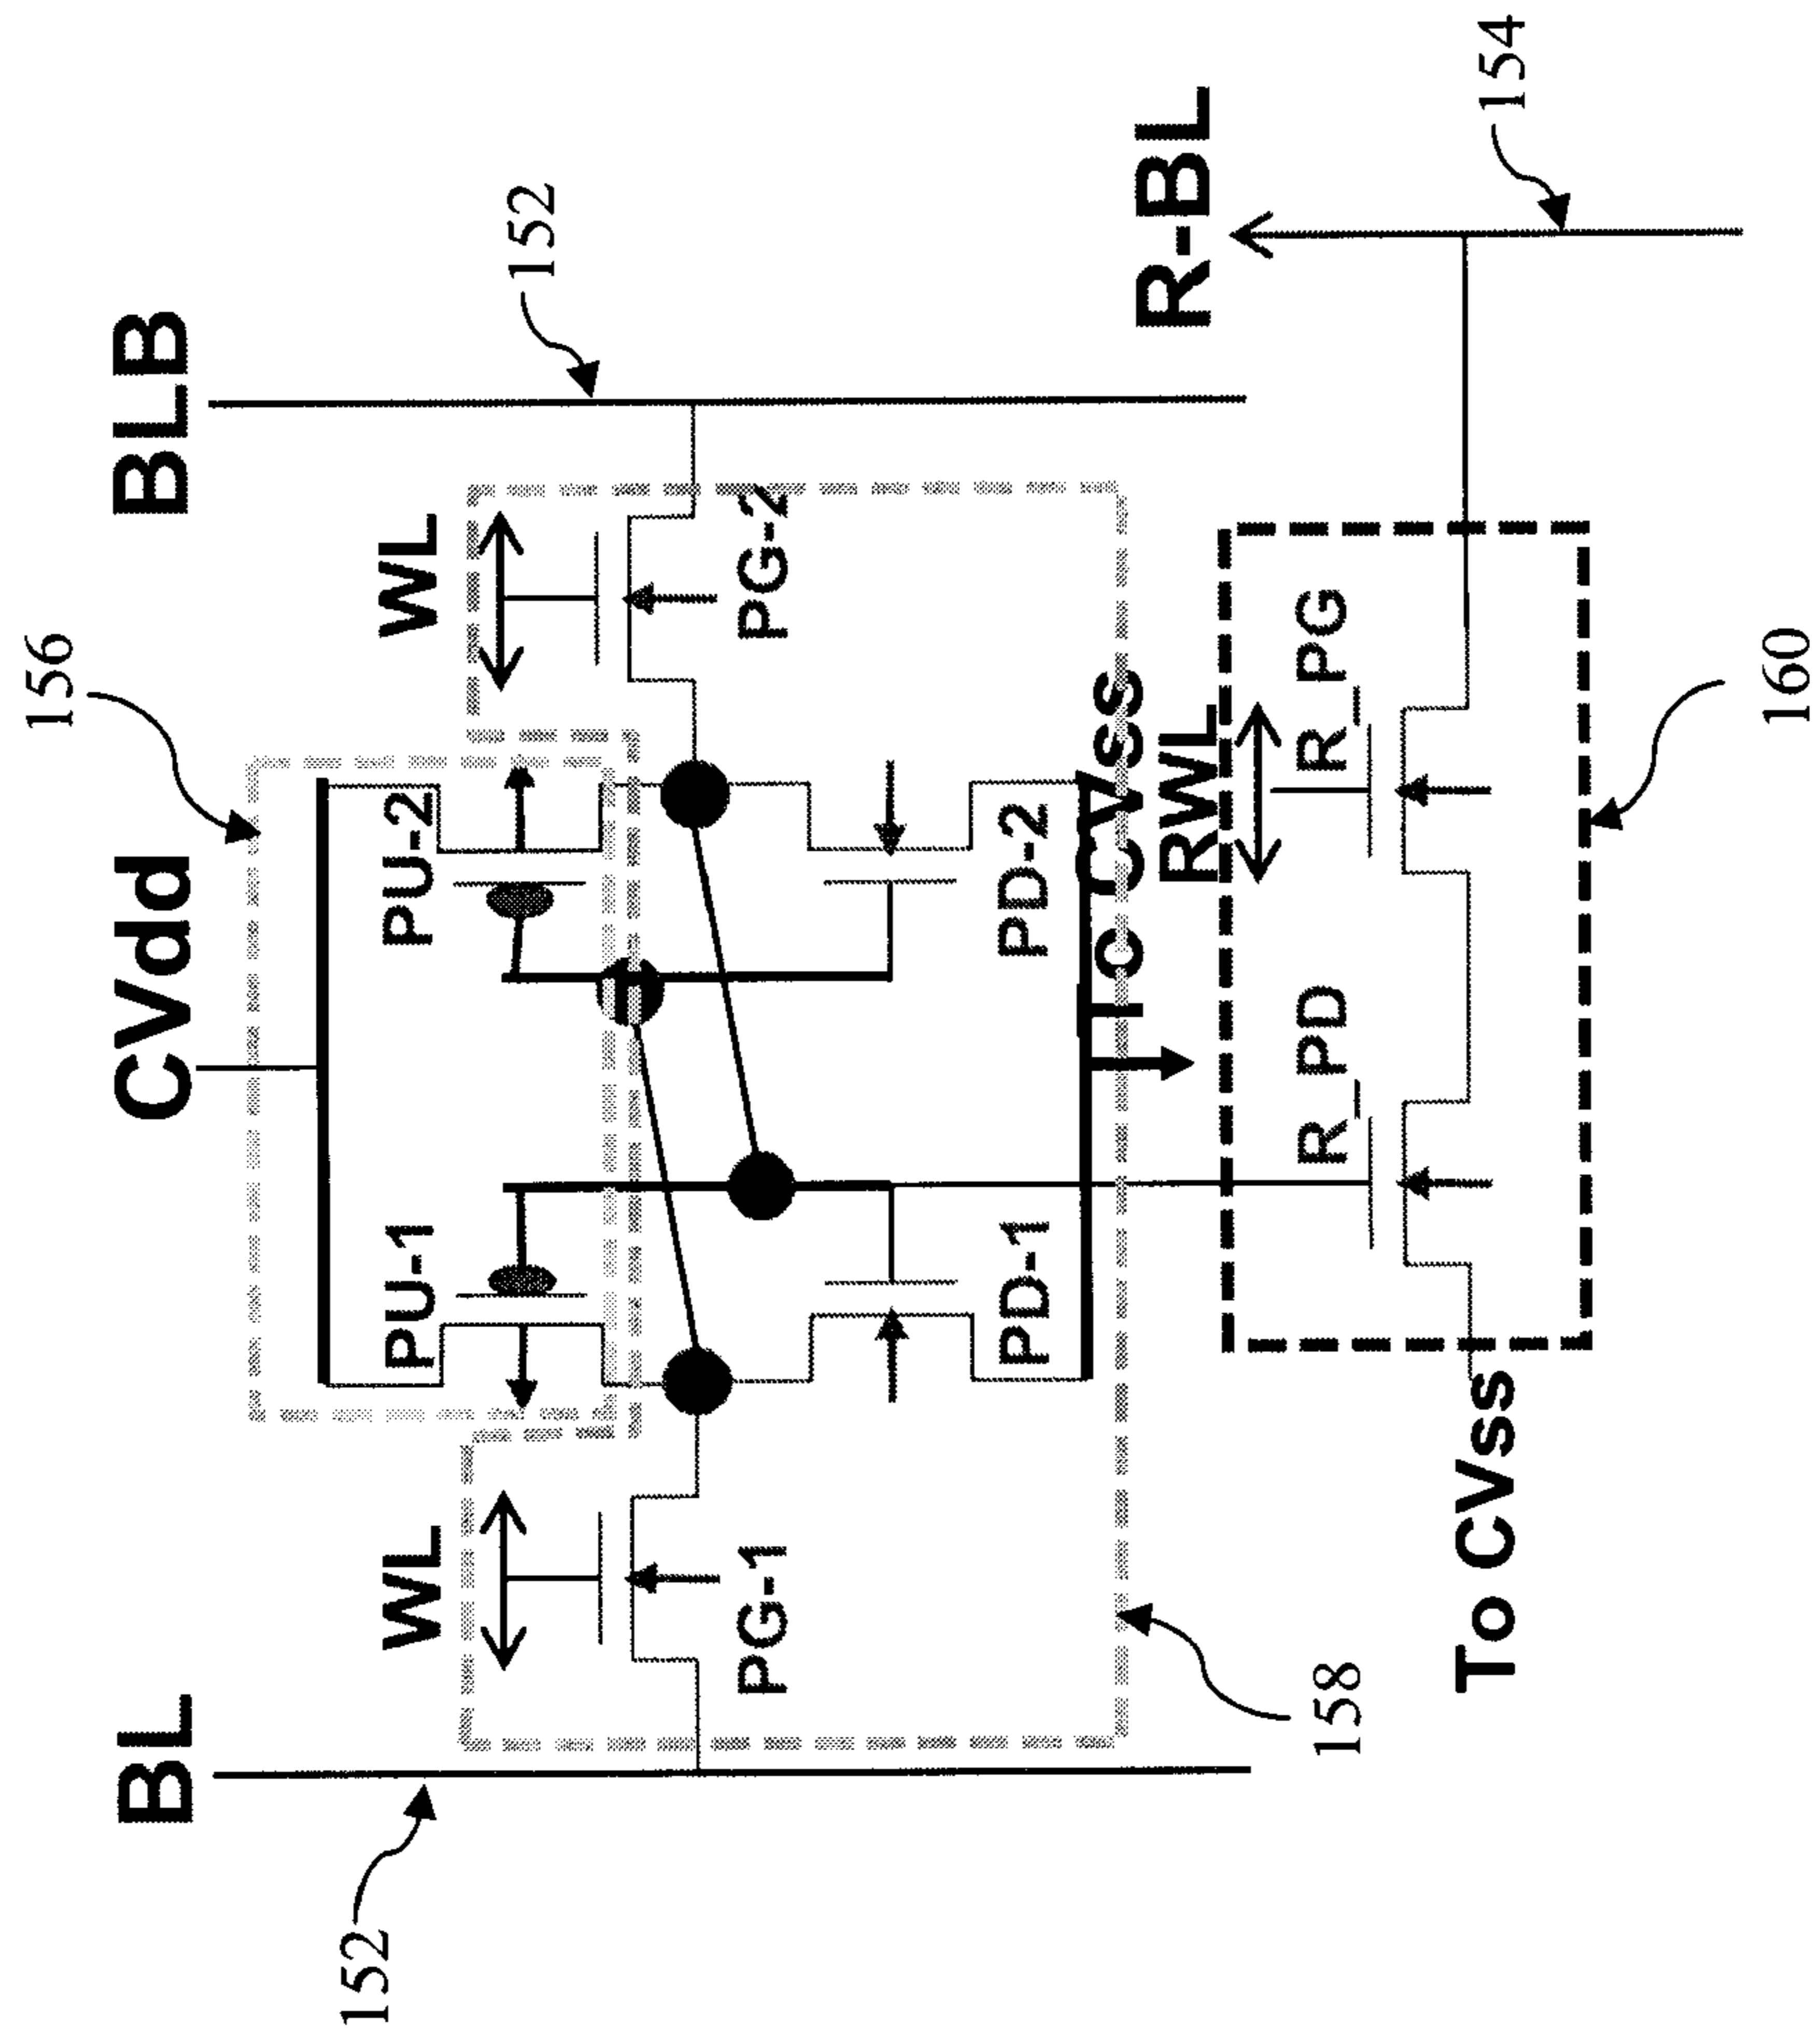 156
CVdd
BLB
BL
152
WL
WL
152
PU-1
PU-2
PG-1
PG-2
PD-1
PD-2
To CVss
R-BL
RWL
R_PD
R_PG
154
158
To CVss
160